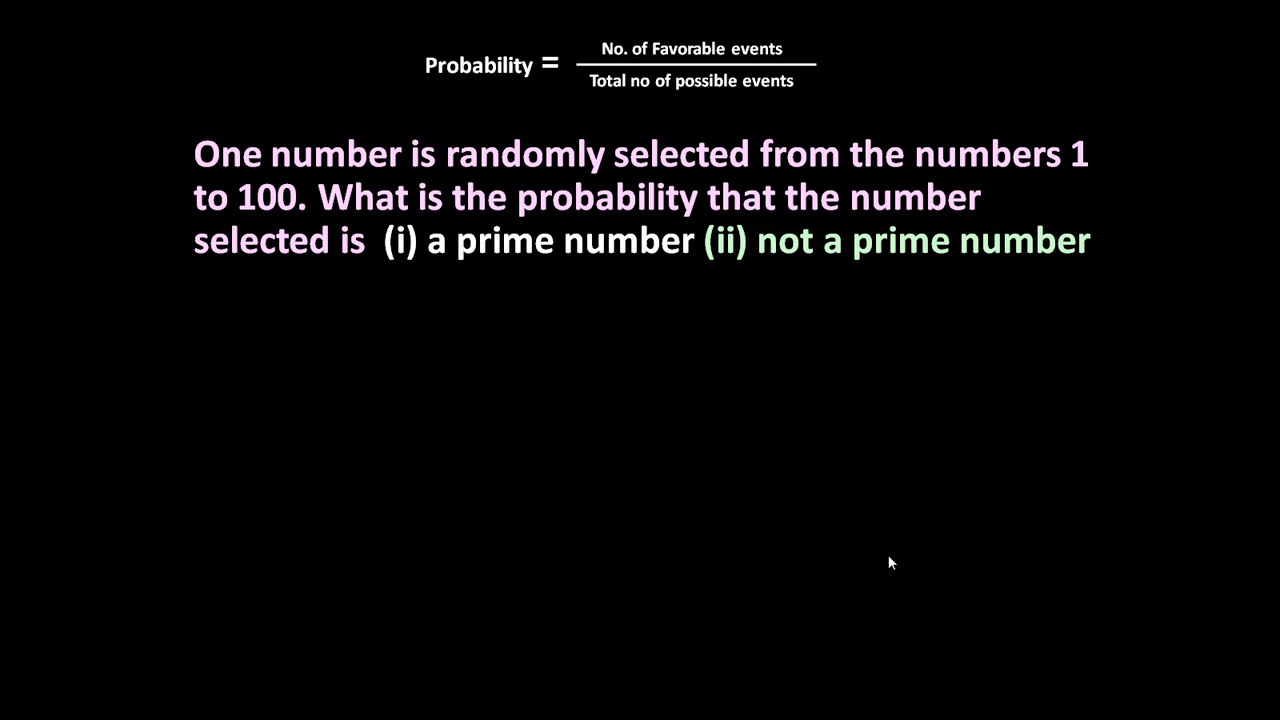 No. of Favorable events
Probability =
Total no of possible events
One number is randomly selected from the numbers 1
to 100. What is the probability that the number
selected is (i) a prime number (ii) not a prime number